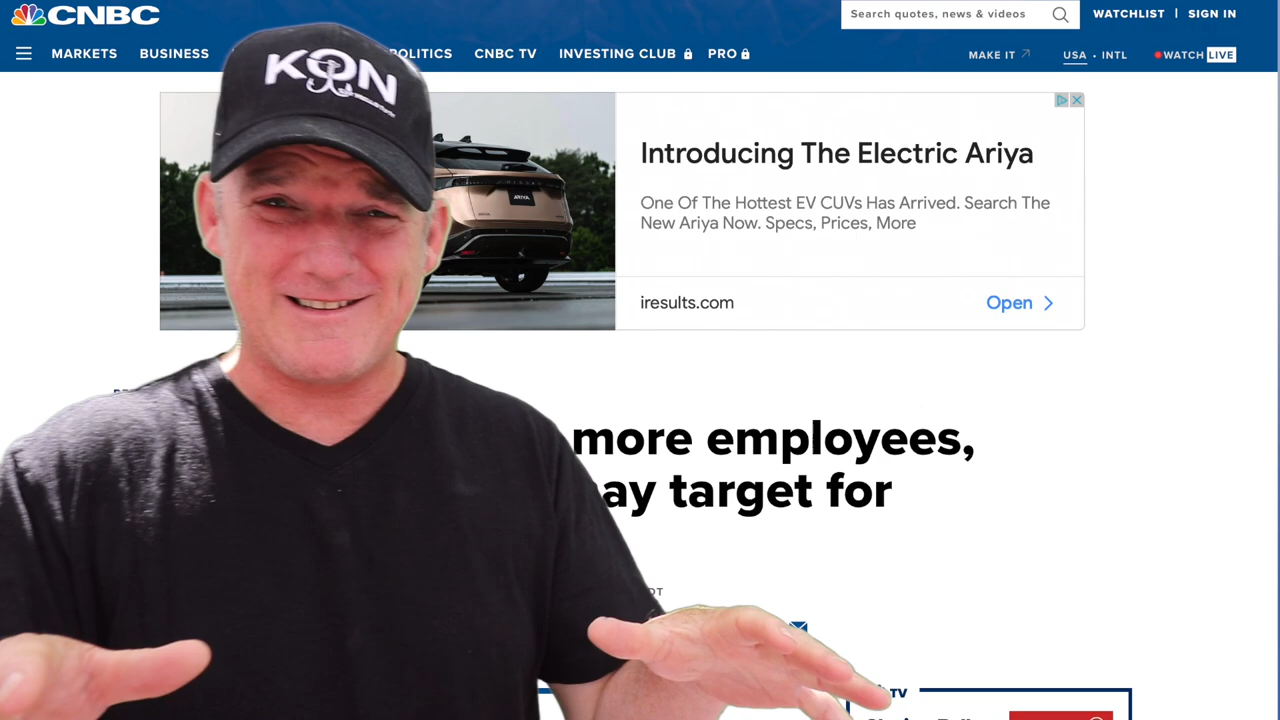 CNBC
Search quotes, news & videos
WATCHLIST | SIGN IN
MARKETS BUSINESS POLITICS CNBC TV INVESTING CLUB PRO
MAKE IT USA • INTL WATCH LIVE
KON
ARIYA
Introducing The Electric Ariya
One Of The Hottest EV CUVs Has Arrived. Search The
New Ariya Now. Specs, Prices, More
iresults.com
Open
more employees,
target for
TV